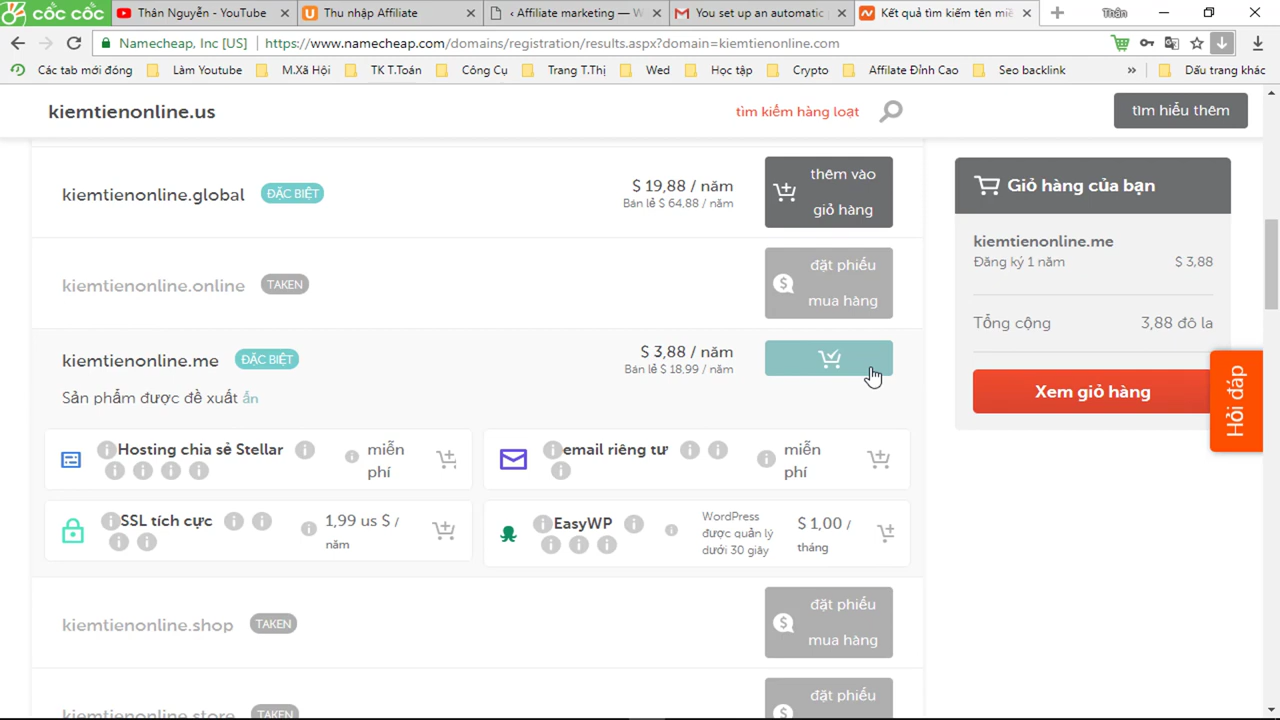 cốc cốc
Thân Nguyễn - YouTube
Thu nhập Affiliate
‹ Affiliate marketing — W
You set up an automatic
Kết quả tìm kiếm tên miề
Thân
Namecheap, Inc [US]
https://www.namecheap.com/domains/registration/results.aspx?domain=kiemtienonline.com
Các tab mới đóng
Làm Youtube
M.Xã Hội
TK T.Toán
Công Cụ
Trang T.Thị
Wed
Học tập
Crypto
Affilate Đỉnh Cao
Seo backlink
»
Dấu trang khác
kiemtienonline.us
tìm kiếm hàng loạt
tìm hiểu thêm
kiemtienonline.global
ĐẶC BIỆT
$ 19,88 / năm
Bán lẻ $ 64,88 / năm
thêm vào
giỏ hàng
Giỏ hàng của bạn
kiemtienonline.me
Đăng ký 1 năm
$ 3,88
Tổng cộng
3,88 đô la
Xem giỏ hàng
Hỏi đáp
kiemtienonline.online
TAKEN
đặt phiếu
mua hàng
kiemtienonline.me
ĐẶC BIỆT
$ 3,88 / năm
Bán lẻ $ 18,99 / năm
Sản phẩm được đề xuất ẩn
Hosting chia sẻ Stellar
miễn
phí
email riêng tư
miễn
phí
SSL tích cực
1,99 us $ /
năm
EasyWP
WordPress
được quản lý
dưới 30 giây
$ 1,00 /
tháng
kiemtienonline.shop
TAKEN
đặt phiếu
mua hàng
kiemtienonline.store
TAKEN
đặt phiếu